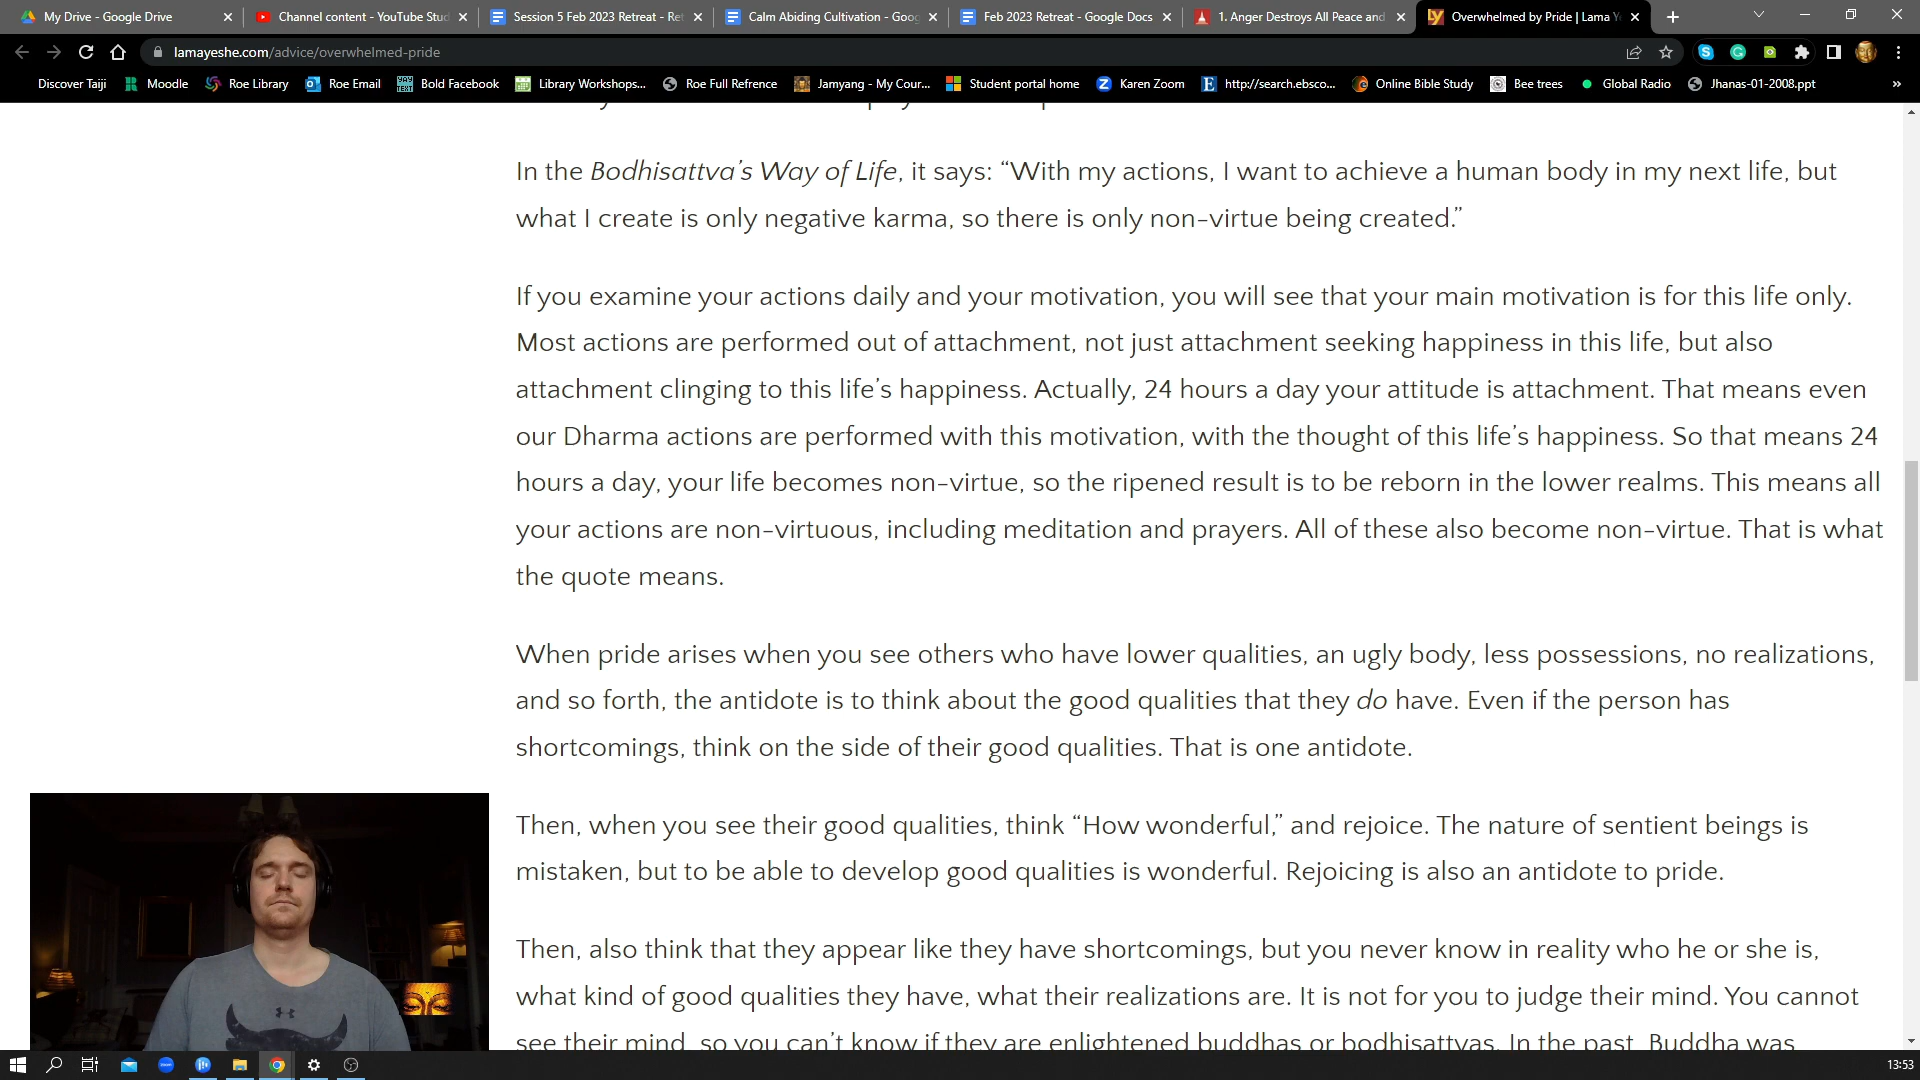 My Drive - Google Drive
Channel content - YouTube Stud
Session 5 Feb 2023 Retreat - Ret
Calm Abiding Cultivation - Goog
Feb 2023 Retreat - Google Docs
1. Anger Destroys All Peace and
Overwhelmed by Pride | Lama Y
lamayeshe.com/advice/overwhelmed-pride
Discover Taiji
Moodle
Roe Library
Roe Email
Bold Facebook
Library Workshops...
Roe Full Refrence
Jamyang - My Cour...
Student portal home
Karen Zoom
http://search.ebsco...
Online Bible Study
Bee trees
Global Radio
Jhanas-01-2008.ppt
»
In the Bodhisattva’s Way of Life, it says: “With my actions, I want to achieve a human body in my next life, but
what I create is only negative karma, so there is only non-virtue being created.”
If you examine your actions daily and your motivation, you will see that your main motivation is for this life only.
Most actions are performed out of attachment, not just attachment seeking happiness in this life, but also
attachment clinging to this life’s happiness. Actually, 24 hours a day your attitude is attachment. That means even
our Dharma actions are performed with this motivation, with the thought of this life’s happiness. So that means 24
hours a day, your life becomes non-virtue, so the ripened result is to be reborn in the lower realms. This means all
your actions are non-virtuous, including meditation and prayers. All of these also become non-virtue. That is what
the quote means.
When pride arises when you see others who have lower qualities, an ugly body, less possessions, no realizations,
and so forth, the antidote is to think about the good qualities that they do have. Even if the person has
shortcomings, think on the side of their good qualities. That is one antidote.
Then, when you see their good qualities, think “How wonderful,” and rejoice. The nature of sentient beings is
mistaken, but to be able to develop good qualities is wonderful. Rejoicing is also an antidote to pride.
Then, also think that they appear like they have shortcomings, but you never know in reality who he or she is,
what kind of good qualities they have, what their realizations are. It is not for you to judge their mind. You cannot
see their mind, so you can’t know if they are enlightened buddhas or bodhisattvas. In the past, Buddha was
13:53